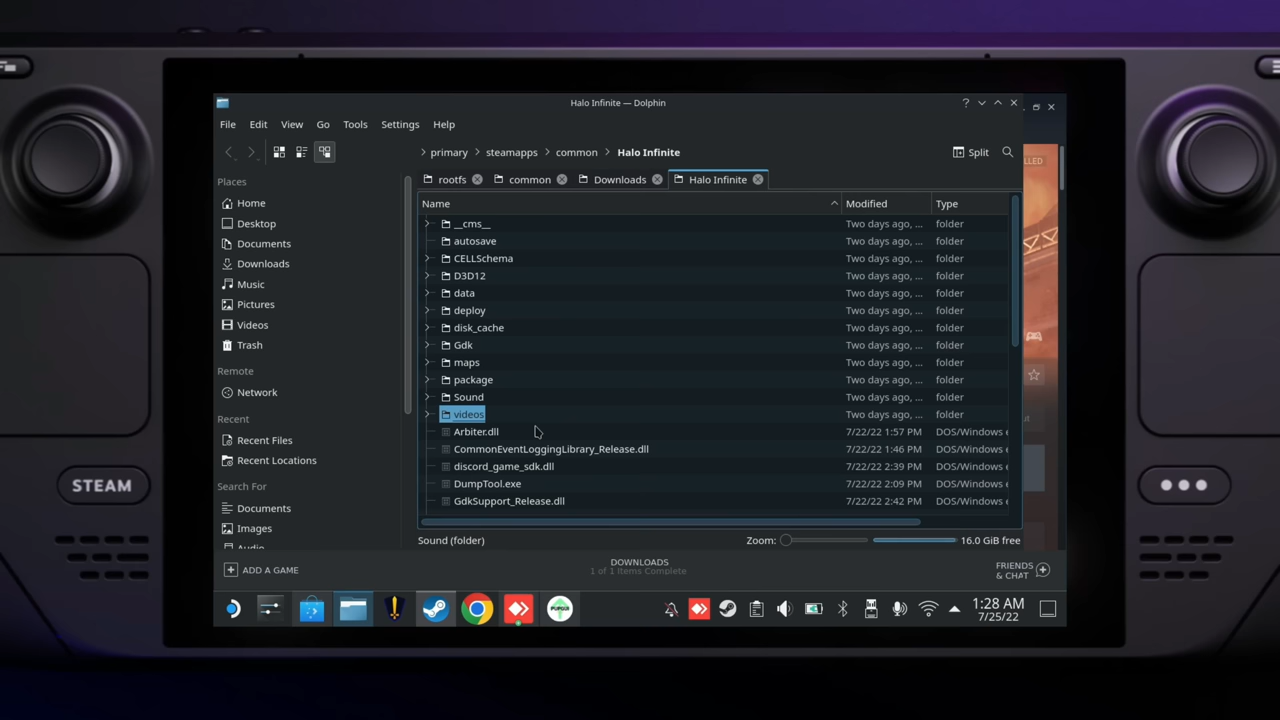 Halo Infinite — Dolphin
File Edit View Go Tools Settings Help
primary steamapps common Halo Infinite Split
rootfs common Downloads Halo Infinite
Places
Home
Desktop
Documents
Downloads
Music
Pictures
Videos
Trash
Remote
Network
Recent
Recent Files
Recent Locations
Search For
Documents
Images
Audio
Name Modified Type
__cms__ Two days ago, ... folder
autosave Two days ago, ... folder
CELLSchema Two days ago, ... folder
D3D12 Two days ago, ... folder
data Two days ago, ... folder
deploy Two days ago, ... folder
disk_cache Two days ago, ... folder
Gdk Two days ago, ... folder
maps Two days ago, ... folder
package Two days ago, ... folder
Sound Two days ago, ... folder
videos Two days ago, ... folder
Arbiter.dll 7/22/22 1:57 PM DOS/Windows e
CommonEventLoggingLibrary_Release.dll 7/22/22 1:46 PM DOS/Windows e
discord_game_sdk.dll 7/22/22 2:39 PM DOS/Windows e
DumpTool.exe 7/22/22 2:09 PM DOS/Windows e
GdkSupport_Release.dll 7/22/22 2:42 PM DOS/Windows e
Sound (folder) Zoom: 16.0 GiB free
LLED
ADD A GAME
DOWNLOADS
1 of 1 Items Complete
FRIENDS
& CHAT
1:28 AM
7/25/22
STEAM